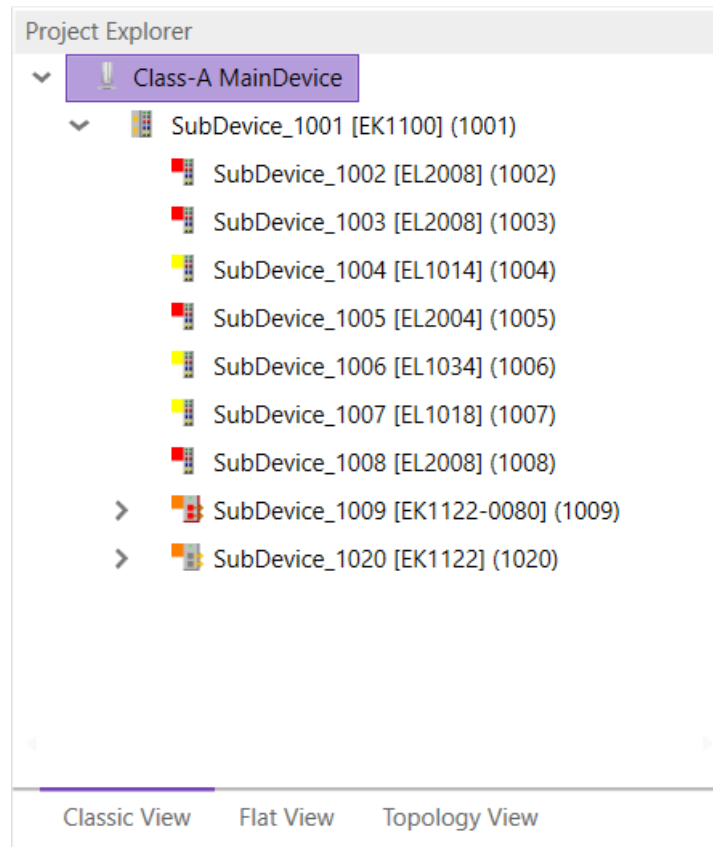 Project Explorer
Class-A MainDevice
SubDevice_1001 [EK1100] (1001)
SubDevice_1002 [EL2008] (1002)
SubDevice_1003 [EL2008] (1003)
SubDevice_1004 [EL1014] (1004)
SubDevice_1005 [EL2004] (1005)
SubDevice_1006 [EL1034] (1006)
SubDevice_1007 [EL1018] (1007)
SubDevice_1008 [EL2008] (1008)
SubDevice_1009 [EK1122-0080] (1009)
SubDevice_1020 [EK1122] (1020)
Classic View Flat View Topology View